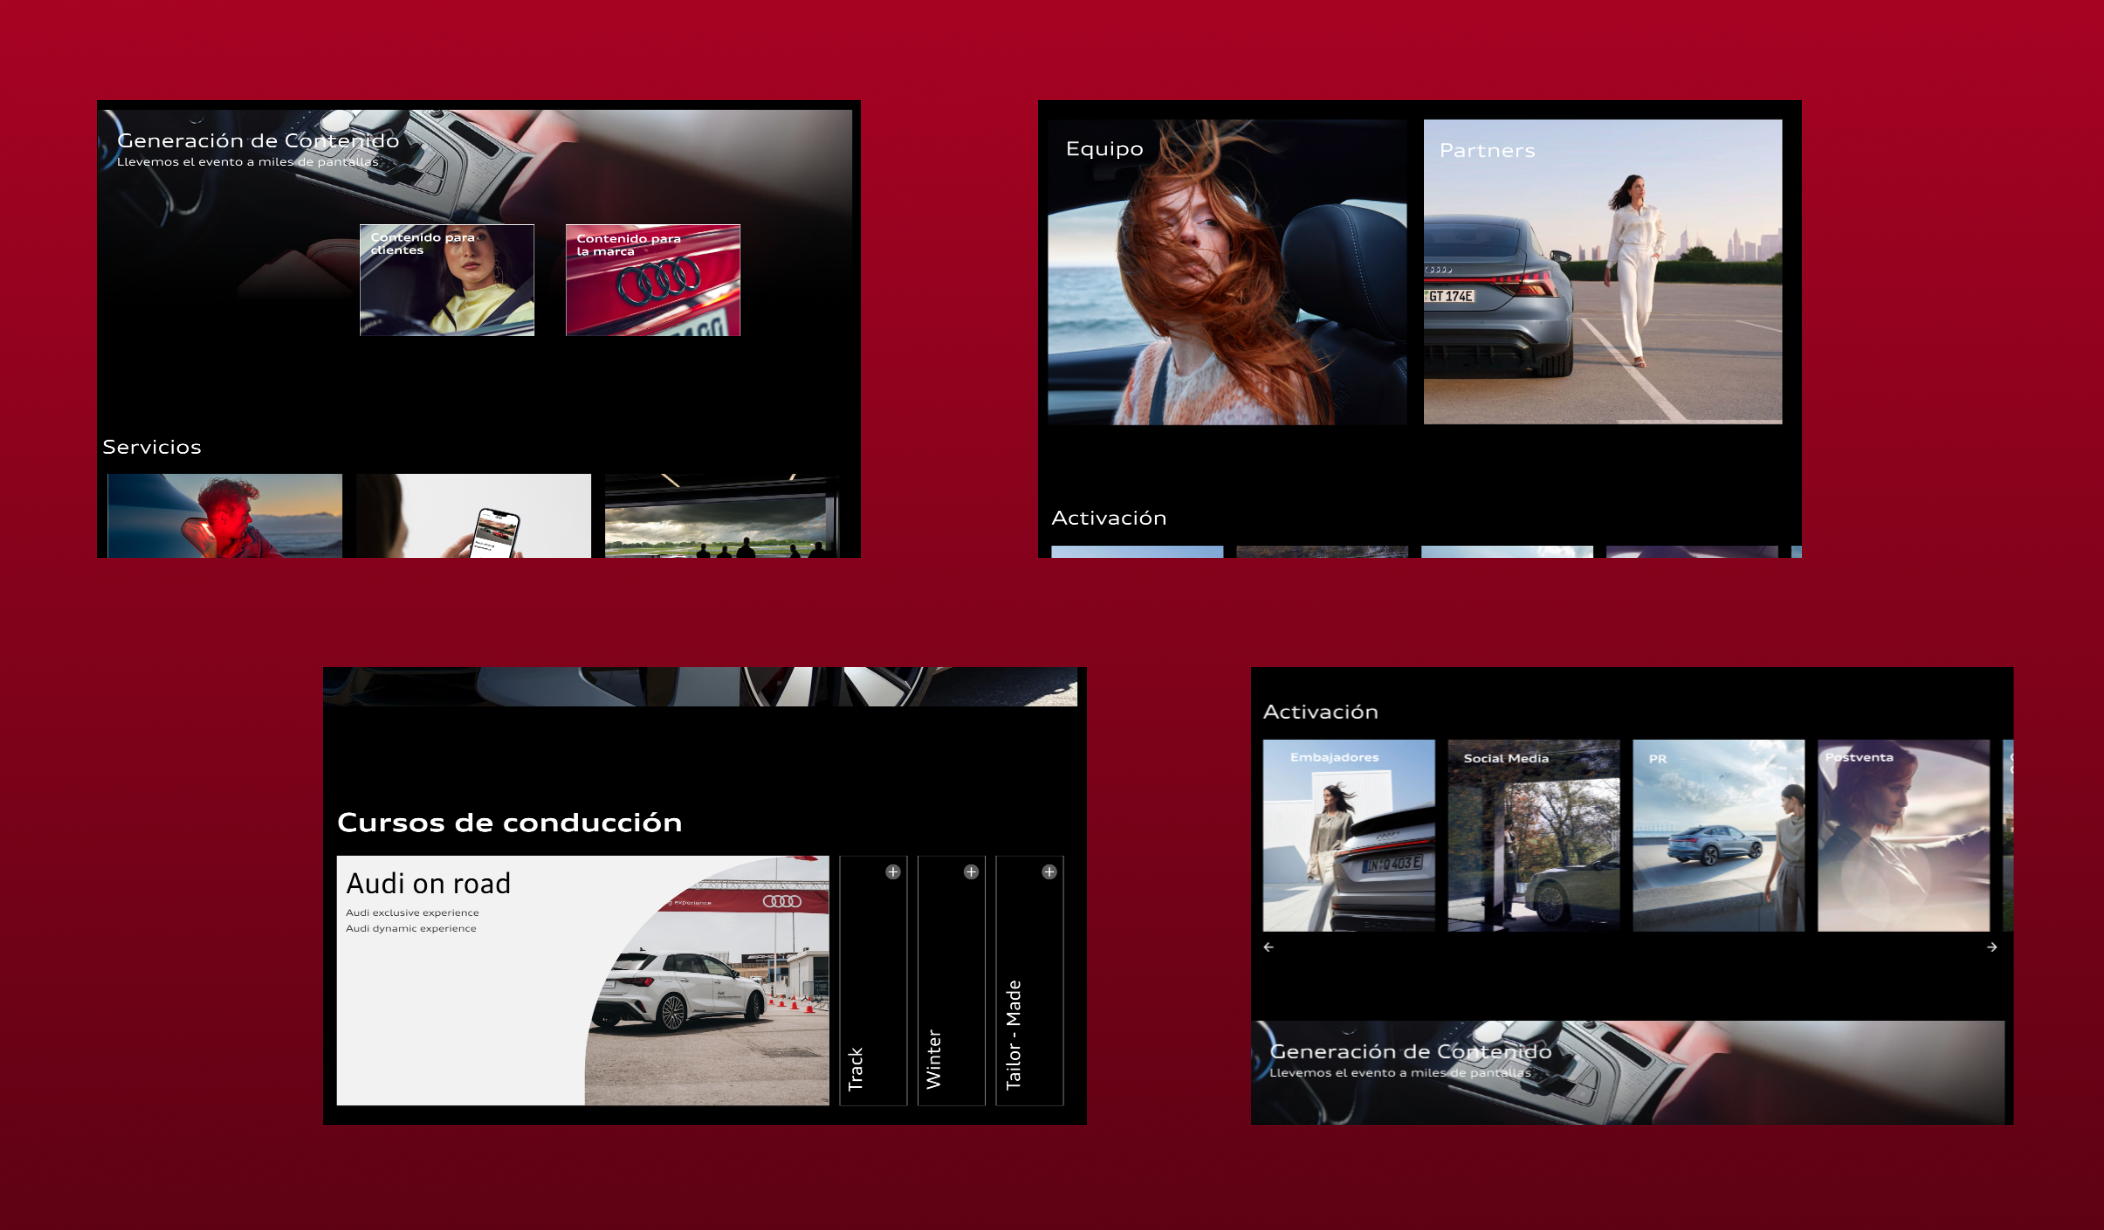 Generación de Contenido
Llevemos el evento a miles de pantallas
Contenido para
clientes
Contenido para
la marca
Servicios
Equipo
Partners
GT 174E
Activación
Cursos de conducción
Audi on road
Audi exclusive experience
Audi dynamic experience
experience
Track
Winter
Tailor - Made
Activación
Embajadores
Social Media
PR
Postventa
IN Q 403 E
Generación de Contenido
Llevemos el evento a miles de pantallas